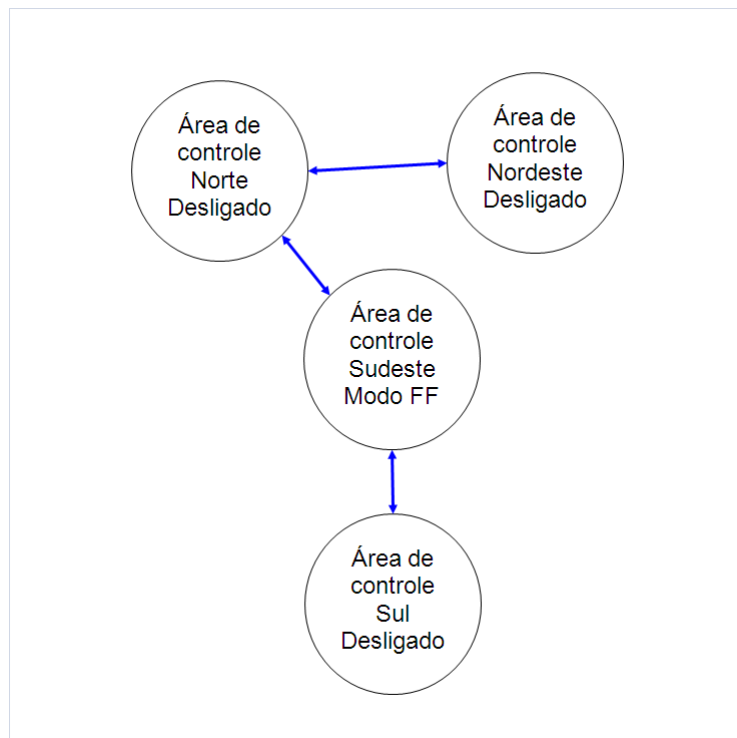 Área de
controle
Norte
Desligado
Área de
controle
Nordeste
Desligado
Área de
controle
Sudeste
Modo FF
Área de
controle
Sul
Desligado